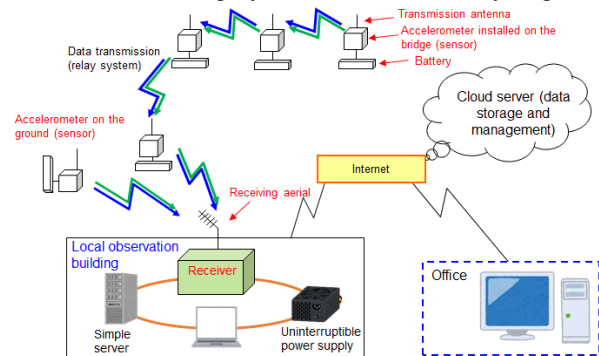 Transmission antenna
Accelerometer installed on the
bridge (sensor)
Battery
Data transmission
(relay system)
Cloud server (data
storage and
management)
Accelerometer on the
ground (sensor)
Internet
Receiving aerial
Local observation
building
Receiver
Office
Simple
server
Uninterruptible
power supply